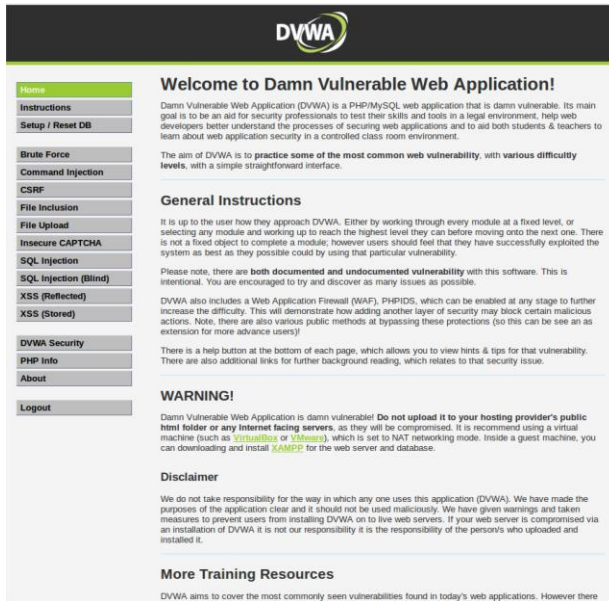 DVWA
Home
Instructions
Setup / Reset DB
Brute Force
Command Injection
CSRF
File Inclusion
File Upload
Insecure CAPTCHA
SQL Injection
SQL Injection (Blind)
XSS (Reflected)
XSS (Stored)
DVWA Security
PHP Info
About
Logout
Welcome to Damn Vulnerable Web Application!
Damn Vulnerable Web Application (DVWA) is a PHP/MySQL web application that is damn vulnerable. Its main
goal is to be an aid for security professionals to test their skills and tools in a legal environment, help web
developers better understand the processes of securing web applications and to aid both students & teachers to
learn about web application security in a controlled class room environment.
The aim of DVWA is to practice some of the most common web vulnerability, with various difficultly
levels, with a simple straightforward interface.
General Instructions
It is up to the user how they approach DVWA. Either by working through every module at a fixed level, or
selecting any module and working up to reach the highest level they can before moving onto the next one. There
is not a fixed object to complete a module; however users should feel that they have successfully exploited the
system as best as they possible could by using that particular vulnerability.
Please note, there are both documented and undocumented vulnerability with this software. This is
intentional. You are encouraged to try and discover as many issues as possible.
DVWA also includes a Web Application Firewall (WAF), PHPIDS, which can be enabled at any stage to further
increase the difficulty. This will demonstrate how adding another layer of security may block certain malicious
actions. Note, there are also various public methods at bypassing these protections (so this can be see an as
extension for more advance users)!
There is a help button at the bottom of each page, which allows you to view hints & tips for that vulnerability.
There are also additional links for further background reading, which relates to that security issue.
WARNING!
Damn Vulnerable Web Application is damn vulnerable! Do not upload it to your hosting provider's public
html folder or any Internet facing servers, as they will be compromised. It is recommend using a virtual
machine (such as VirtualBox or VMware), which is set to NAT networking mode. Inside a guest machine, you
can downloading and install XAMPP for the web server and database.
Disclaimer
We do not take responsibility for the way in which any one uses this application (DVWA). We have made the
purposes of the application clear and it should not be used maliciously. We have given warnings and taken
measures to prevent users from installing DVWA on to live web servers. If your web server is compromised via
an installation of DVWA it is not our responsibility it is the responsibility of the person/s who uploaded and
installed it.
More Training Resources
DVWA aims to cover the most commonly seen vulnerabilities found in today's web applications. However there